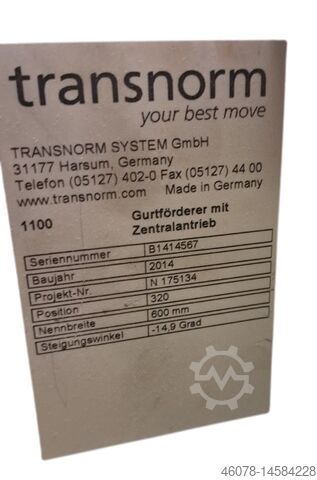 transnorm
your best move
TRANSNORM SYSTEM GmbH
31177 Harsum, Germany
Telefon (05127) 402-0 Fax (05127) 44 00
www.transnorm.com Made in Germany
1100 Gurtförderer mit
Zentralantrieb
Seriennummer B1414567
Baujahr 2014
Projekt-Nr. N 175134
Position 320
Nennbreite 600 mm
Steigungswinkel -14,9 Grad
46078-14584228